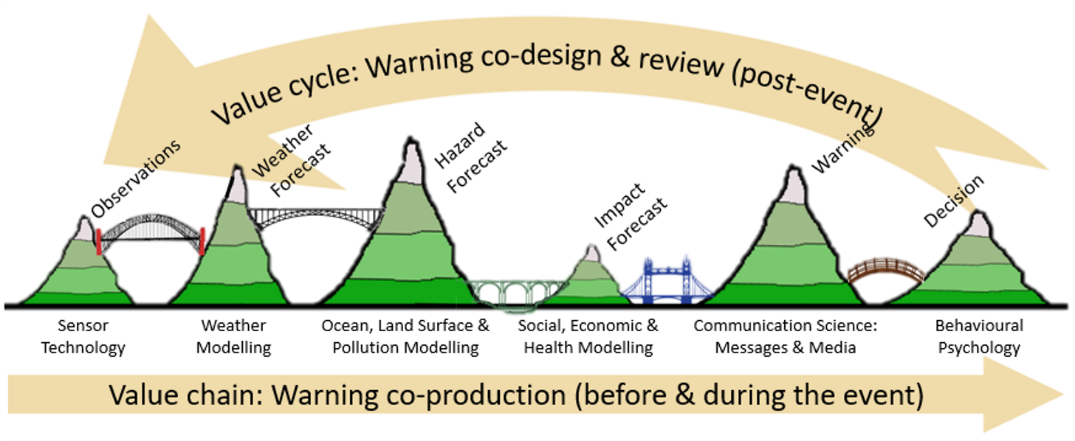 Value cycle: Warning co-design & review (post-event)
Observations
Weather
Forecast
Hazard
Forecast
Impact
Forecast
Warning
Decision
Sensor
Technology
Weather
Modelling
Ocean, Land Surface &
Pollution Modelling
Social, Economic &
Health Modelling
Communication Science:
Messages & Media
Behavioural
Psychology
Value chain: Warning co-production (before & during the event)